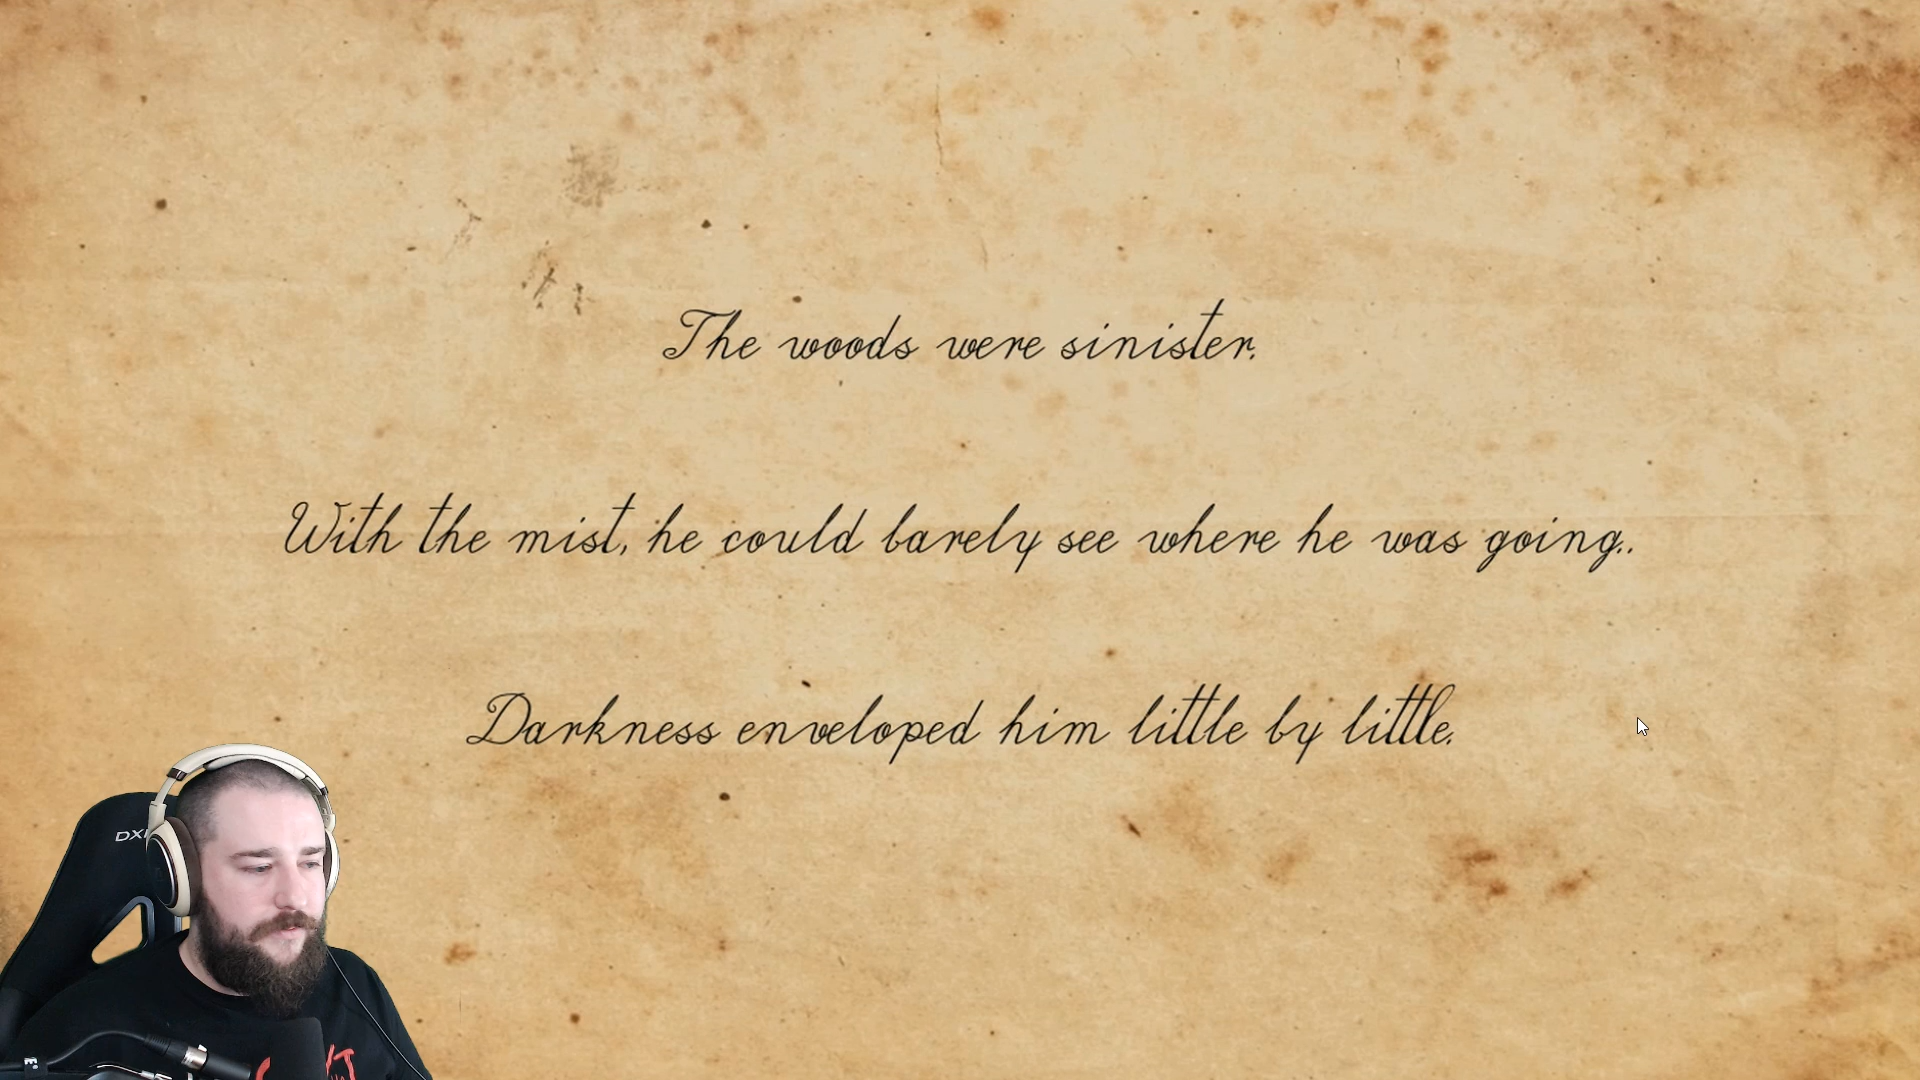 The woods were sinister.
With the mist, he could barely see where he was going..
Darkness enveloped him little by little.
DX